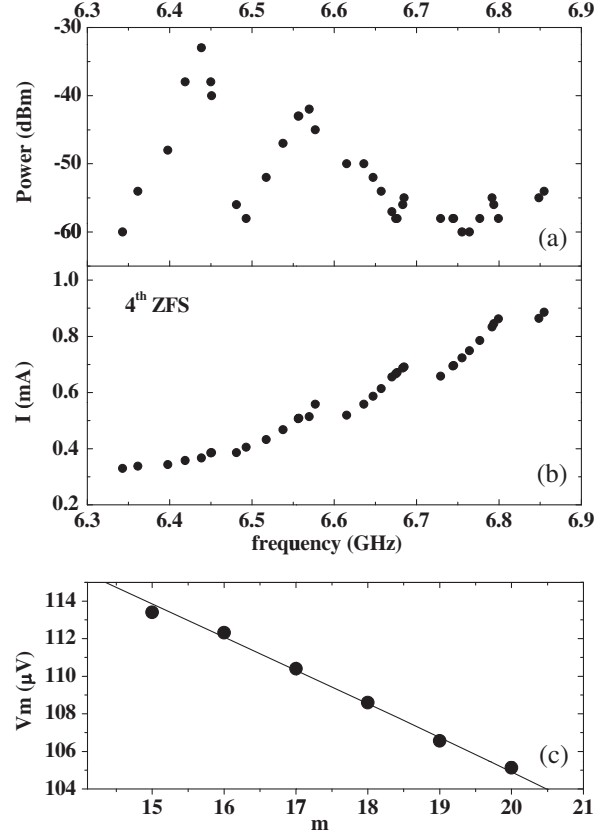 6.3 6.4 6.5 6.6 6.7 6.8 6.9
-30
-40
-50
-60
Power (dBm)
(a)
1.0
0.8
0.6
0.4
0.2
I (mA)
4th ZFS
(b)
6.3 6.4 6.5 6.6 6.7 6.8 6.9
frequency (GHz)
114
112
110
108
106
104
Vm (μV)
(c)
15 16 17 18 19 20 21
m